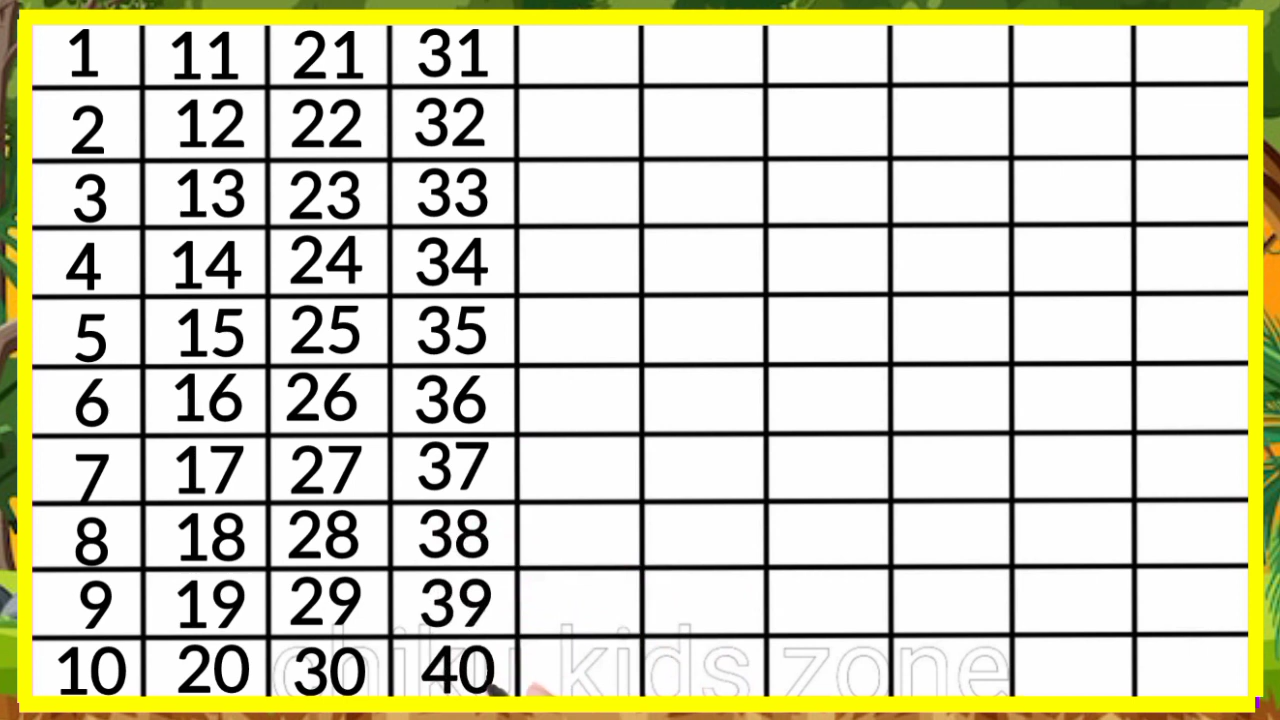 1 11 21 31
2 12 22 32
3 13 23 33
4 14 24 34
5 15 25 35
6 16 26 36
7 17 27 37
8 18 28 38
9 19 29 39
10 20 30 40
chiku kids zone